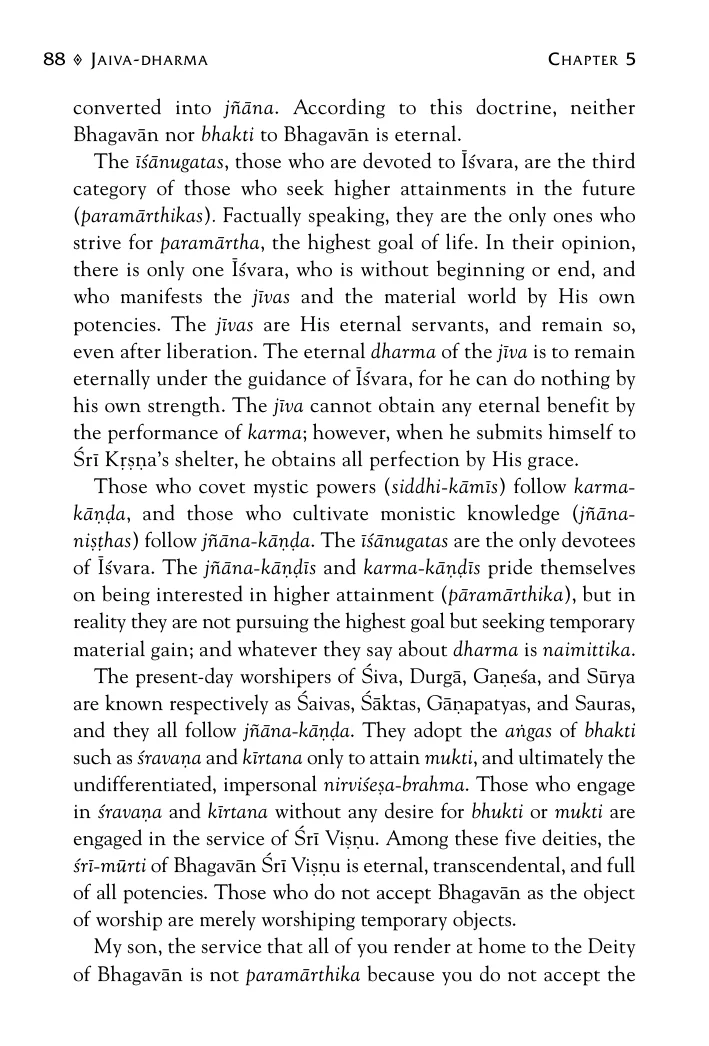 88 ⟡ JAIVA-DHARMA CHAPTER 5
converted into jñāna. According to this doctrine, neither
Bhagavān nor bhakti to Bhagavān is eternal.
The īśānugatas, those who are devoted to Īśvara, are the third
category of those who seek higher attainments in the future
(paramārthikas). Factually speaking, they are the only ones who
strive for paramārtha, the highest goal of life. In their opinion,
there is only one Īśvara, who is without beginning or end, and
who manifests the jīvas and the material world by His own
potencies. The jīvas are His eternal servants, and remain so,
even after liberation. The eternal dharma of the jīva is to remain
eternally under the guidance of Īśvara, for he can do nothing by
his own strength. The jīva cannot obtain any eternal benefit by
the performance of karma; however, when he submits himself to
Śrī Kṛṣṇa's shelter, he obtains all perfection by His grace.
Those who covet mystic powers (siddhi-kāmīs) follow karma-
kāṇḍa, and those who cultivate monistic knowledge (jñāna-
niṣṭhas) follow jñāna-kāṇḍa. The īśānugatas are the only devotees
of Īśvara. The jñāna-kāṇḍīs and karma-kāṇḍīs pride themselves
on being interested in higher attainment (pāramārthika), but in
reality they are not pursuing the highest goal but seeking temporary
material gain; and whatever they say about dharma is naimittika.
The present-day worshipers of Śiva, Durgā, Gaṇeśa, and Sūrya
are known respectively as Śaivas, Śāktas, Gāṇapatyas, and Sauras,
and they all follow jñāna-kāṇḍa. They adopt the aṅgas of bhakti
such as śravaṇa and kīrtana only to attain mukti, and ultimately the
undifferentiated, impersonal nirviśeṣa-brahma. Those who engage
in śravaṇa and kīrtana without any desire for bhukti or mukti are
engaged in the service of Śrī Viṣṇu. Among these five deities, the
śrī-mūrti of Bhagavān Śrī Viṣṇu is eternal, transcendental, and full
of all potencies. Those who do not accept Bhagavān as the object
of worship are merely worshiping temporary objects.
My son, the service that all of you render at home to the Deity
of Bhagavān is not paramārthika because you do not accept the